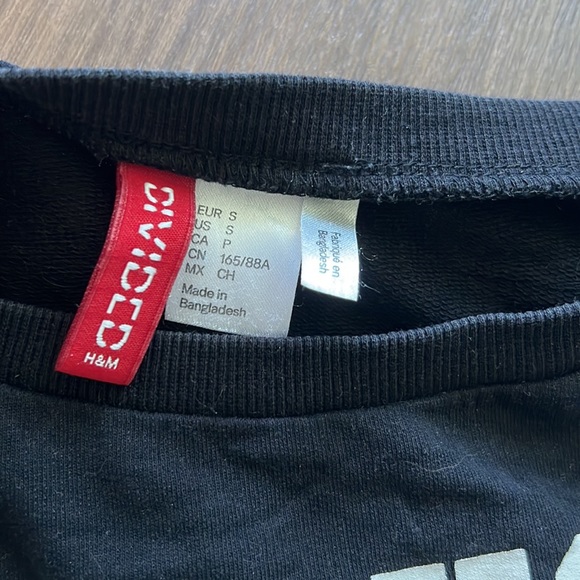 DIVIDED
H&M
EUR S
US S
CA P
CN 165/88A
MX CH
Made in
Bangladesh
Fabriqué en
Bangladesh